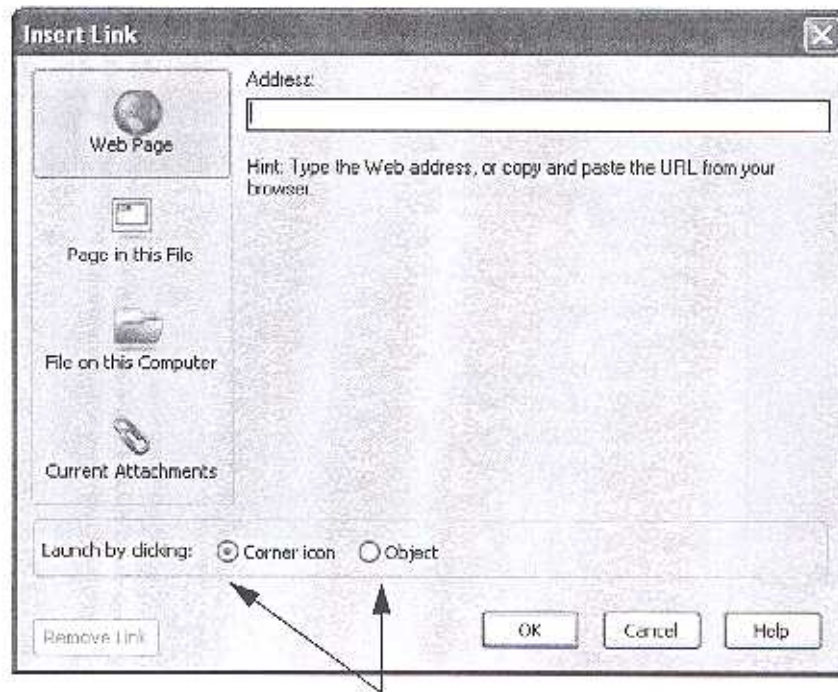 Insert Link
Address:
Web Page
Hint: Type the Web address, or copy and paste the URL from your
browser.
Page in this File
File on this Computer
Current Attachments
Launch by clicking:
Corner icon
Object
Remove Link
OK
Cancel
Help